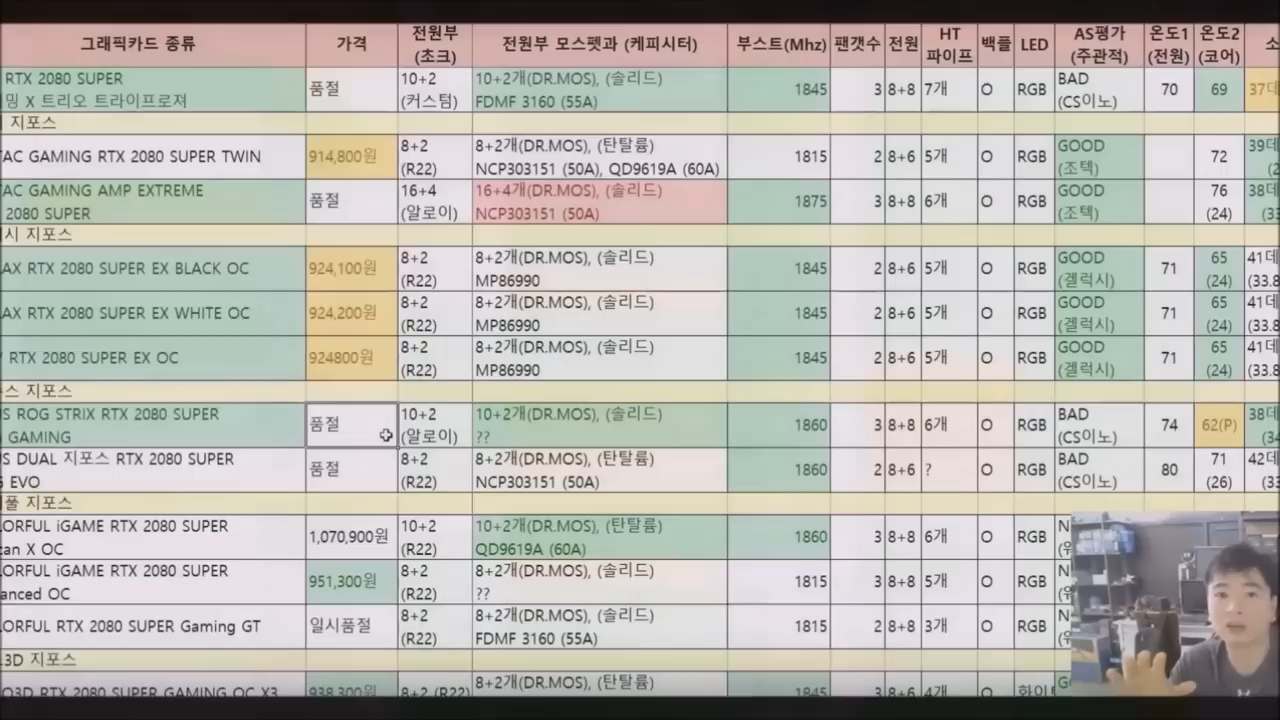 그래픽카드 종류 가격 전원부 (초크) 전원부 모스펫과 (케피시터) 부스트(Mhz) 팬갯수 전원 HT 파이프 백플 LED AS평가 (주관적) 온도1 (전원) 온도2 (코어) 소
RTX 2080 SUPER 품절 10+2 10+2개(DR.MOS), (솔리드) 1845 3 8+8 7개 O RGB BAD 70 69 37데
밍 X 트리오 트라이프로져 (커스텀) FDMF 3160 (55A) (CS이노)
지포스
TAC GAMING RTX 2080 SUPER TWIN 914,800원 8+2 8+2개(DR.MOS), (탄탈륨) 1815 2 8+6 5개 O RGB GOOD 72 39데
(R22) NCP303151 (50A), QD9619A (60A) (조텍)
TAC GAMING AMP EXTREME 품절 16+4 16+4개(DR.MOS), (솔리드) 1875 3 8+8 6개 O RGB GOOD 76 38데
2080 SUPER (알로이) NCP303151 (50A) (조텍) (24) (33
시 지포스
AX RTX 2080 SUPER EX BLACK OC 924,100원 8+2 8+2개(DR.MOS), (솔리드) 1845 2 8+6 5개 O RGB GOOD 71 65 41데
(R22) MP86990 (겔럭시) (24) (33.8
AX RTX 2080 SUPER EX WHITE OC 924,200원 8+2 8+2개(DR.MOS), (솔리드) 1845 2 8+6 5개 O RGB GOOD 71 65 41데
(R22) MP86990 (겔럭시) (24) (33.8
RTX 2080 SUPER EX OC 924800원 8+2 8+2개(DR.MOS), (솔리드) 1845 2 8+6 5개 O RGB GOOD 71 65 41데
(R22) MP86990 (겔럭시) (24) (33.8
스 지포스
S ROG STRIX RTX 2080 SUPER 품절 10+2 10+2개(DR.MOS), (솔리드) 1860 3 8+8 6개 O RGB BAD 74 62(P) 38데
GAMING (알로이) ?? (CS이노) (34
S DUAL 지포스 RTX 2080 SUPER 품절 8+2 8+2개(DR.MOS), (탄탈륨) 1860 2 8+6 ? O RGB BAD 80 71 42데
EVO (R22) NCP303151 (50A) (CS이노) (26) (33
풀 지포스
ORFUL iGAME RTX 2080 SUPER 1,070,900원 10+2 10+2개(DR.MOS), (탄탈륨) 1860 3 8+8 6개 O RGB
can X OC (R22) QD9619A (60A)
ORFUL iGAME RTX 2080 SUPER 951,300원 8+2 8+2개(DR.MOS), (솔리드) 1815 3 8+8 5개 O RGB
anced OC (R22) ??
ORFUL RTX 2080 SUPER Gaming GT 일시품절 8+2 8+2개(DR.MOS), (솔리드) 1815 2 8+8 3개 O RGB
(R22) FDMF 3160 (55A)
3D 지포스
O3D RTX 2080 SUPER GAMING OC X3 938,300원 8+2 (R22) 8+2개(DR.MOS), (탄탈륨) 1845 3 8+6 4개 O